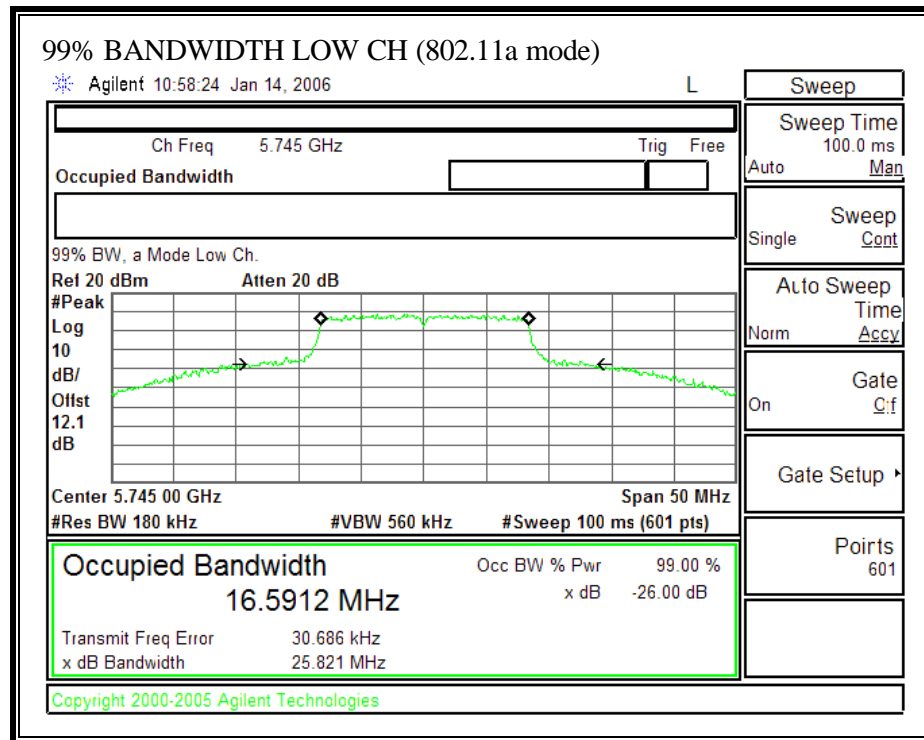 99% BANDWIDTH LOW CH (802.11a mode)
Agilent 10:58:24 Jan 14, 2006 L
Ch Freq 5.745 GHz Trig Free
Occupied Bandwidth
99% BW, a Mode Low Ch.
Ref 20 dBm Atten 20 dB
#Peak
Log
10
dB/
Offst
12.1
dB
Center 5.745 00 GHz Span 50 MHz
#Res BW 180 kHz #VBW 560 kHz #Sweep 100 ms (601 pts)
Occupied Bandwidth
16.5912 MHz
Occ BW % Pwr 99.00 %
x dB -26.00 dB
Transmit Freq Error 30.686 kHz
x dB Bandwidth 25.821 MHz
Copyright 2000-2005 Agilent Technologies
Sweep
Sweep Time
100.0 ms
Auto Man
Sweep
Single Cont
Auto Sweep
Time
Norm Accy
Gate
On Off
Gate Setup
Points
601